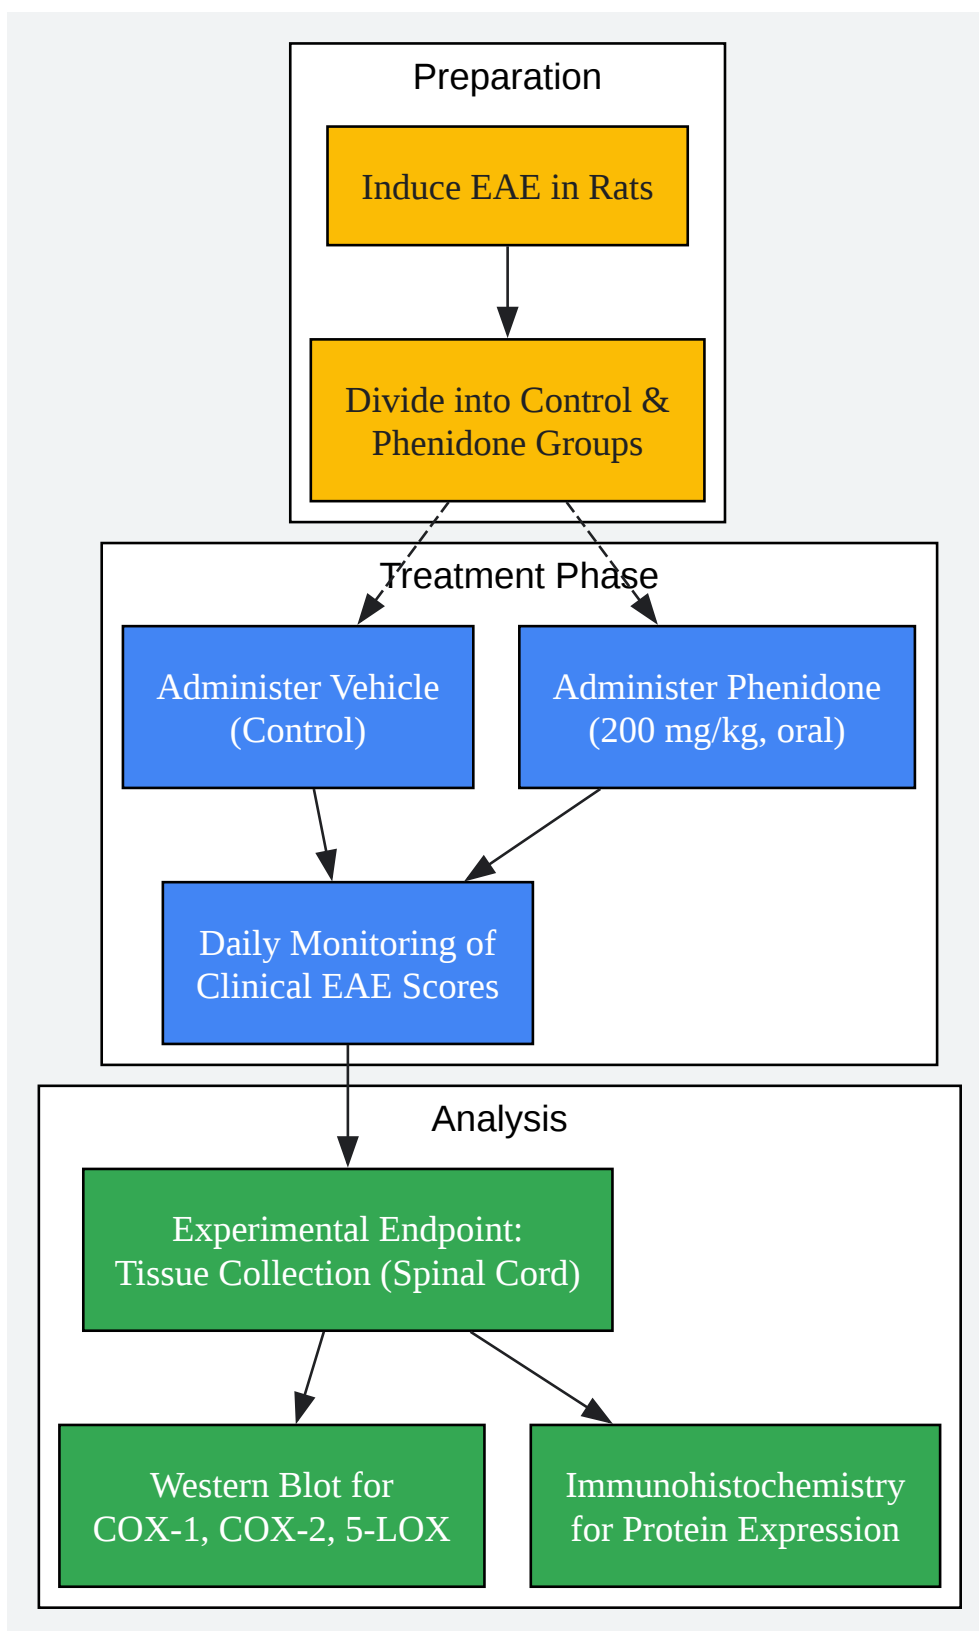 Preparation
Induce EAE in Rats
Divide into Control &
Phenidone Groups
Treatment Phase
Administer Vehicle
(Control)
Administer Phenidone
(200 mg/kg, oral)
Daily Monitoring of
Clinical EAE Scores
Analysis
Experimental Endpoint:
Tissue Collection (Spinal Cord)
Western Blot for
COX-1, COX-2, 5-LOX
Immunohistochemistry
for Protein Expression